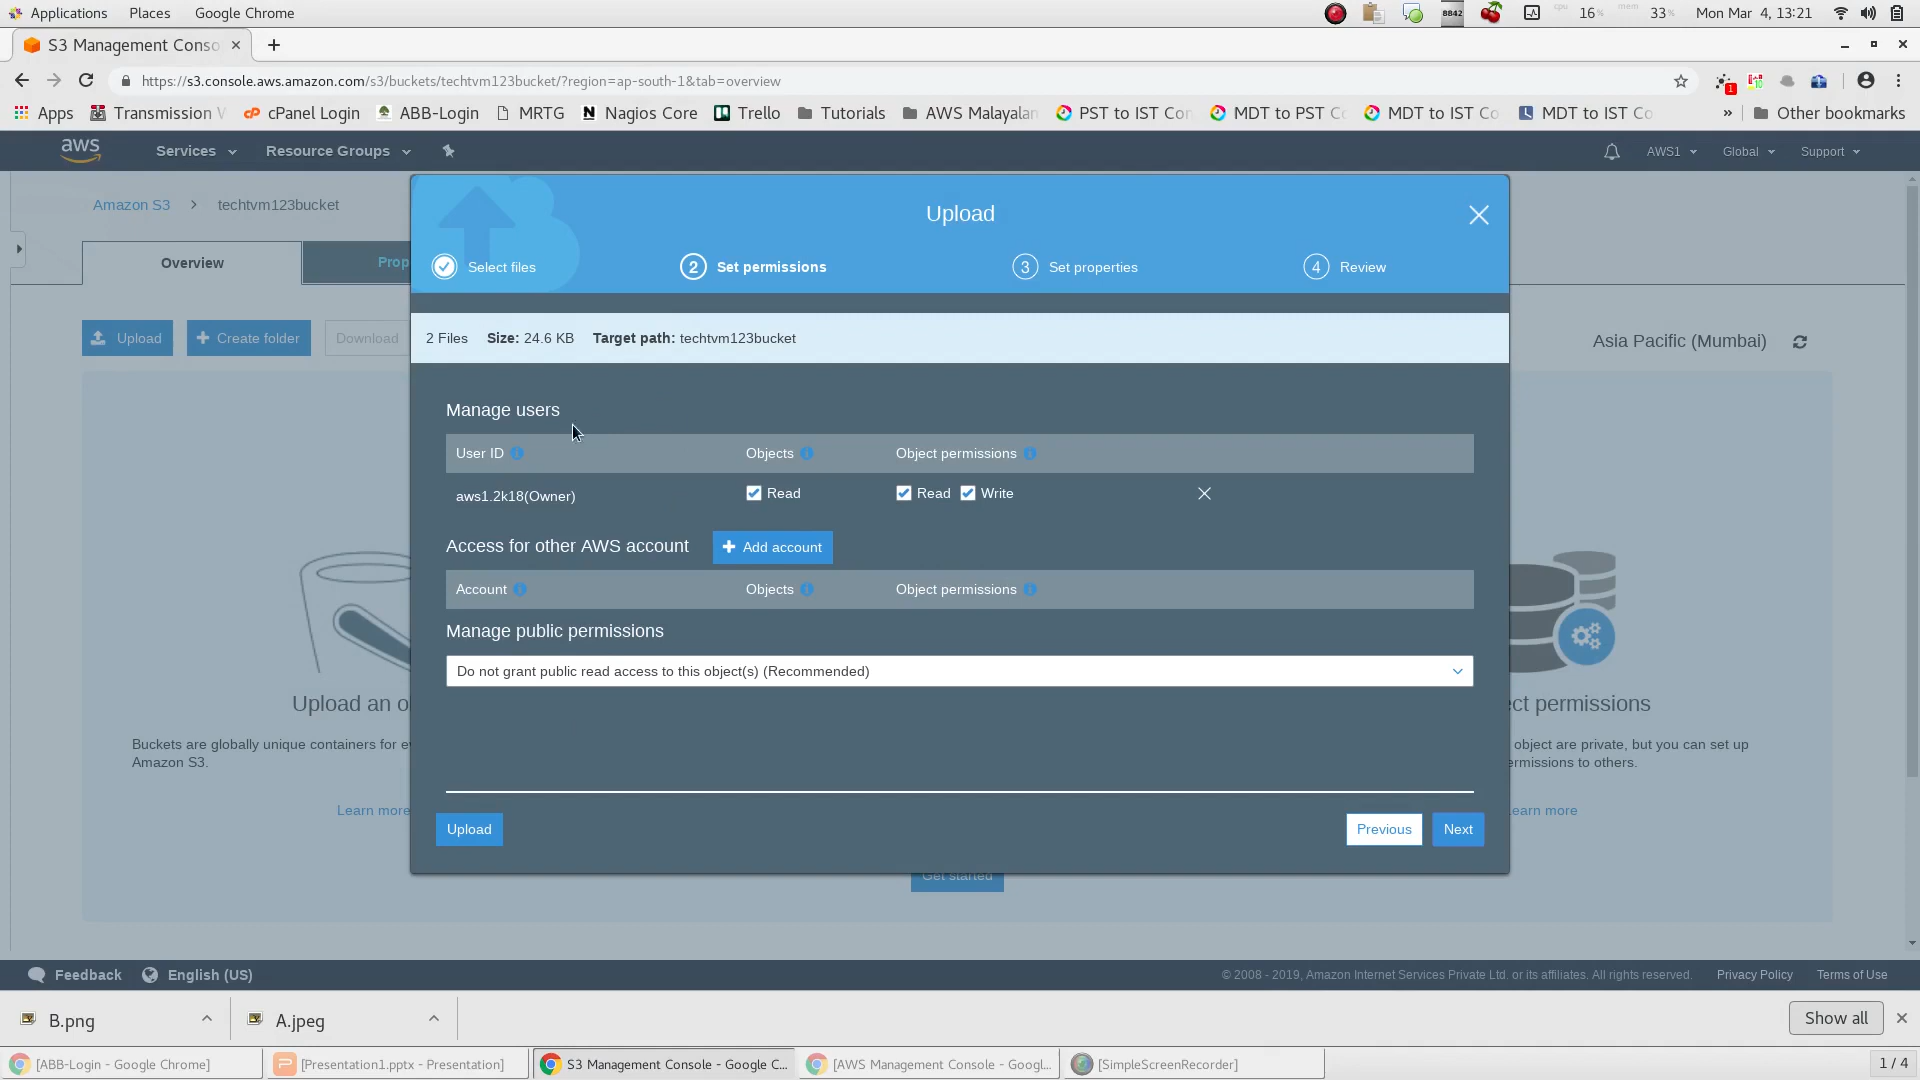 Applications Places Google Chrome 8842 cpu 16% mem 33% Mon Mar 4, 13:21
S3 Management Conso
https://s3.console.aws.amazon.com/s3/buckets/techtvm123bucket/?region=ap-south-1&tab=overview 1
Apps Transmission cPanel Login ABB-Login MRTG Nagios Core Trello Tutorials AWS Malayalan PST to IST Con MDT to PST Co MDT to IST Co MDT to IST Co » Other bookmarks
aws Services Resource Groups AWS1 Global Support
Amazon S3 techtvm123bucket
Overview Prop
Upload Create folder Download
Asia Pacific (Mumbai)
Upload
Select files 2 Set permissions 3 Set properties 4 Review
2 Files Size: 24.6 KB Target path: techtvm123bucket
Manage users
User ID Objects Object permissions
aws1.2k18(Owner) Read Read Write
Access for other AWS account Add account
Account Objects Object permissions
Manage public permissions
Do not grant public read access to this object(s) (Recommended)
Upload an o
ect permissions
Buckets are globally unique containers for ev
Amazon S3.
object are private, but you can set up
ermissions to others.
Learn more
earn more
Upload Previous Next
Get started
Feedback English (US) © 2008 - 2019, Amazon Internet Services Private Ltd. or its affiliates. All rights reserved. Privacy Policy Terms of Use
B.png A.jpeg Show all
[ABB-Login - Google Chrome] [Presentation1.pptx - Presentation] S3 Management Console - Google C... [AWS Management Console - Googl... [SimpleScreenRecorder] 1 / 4